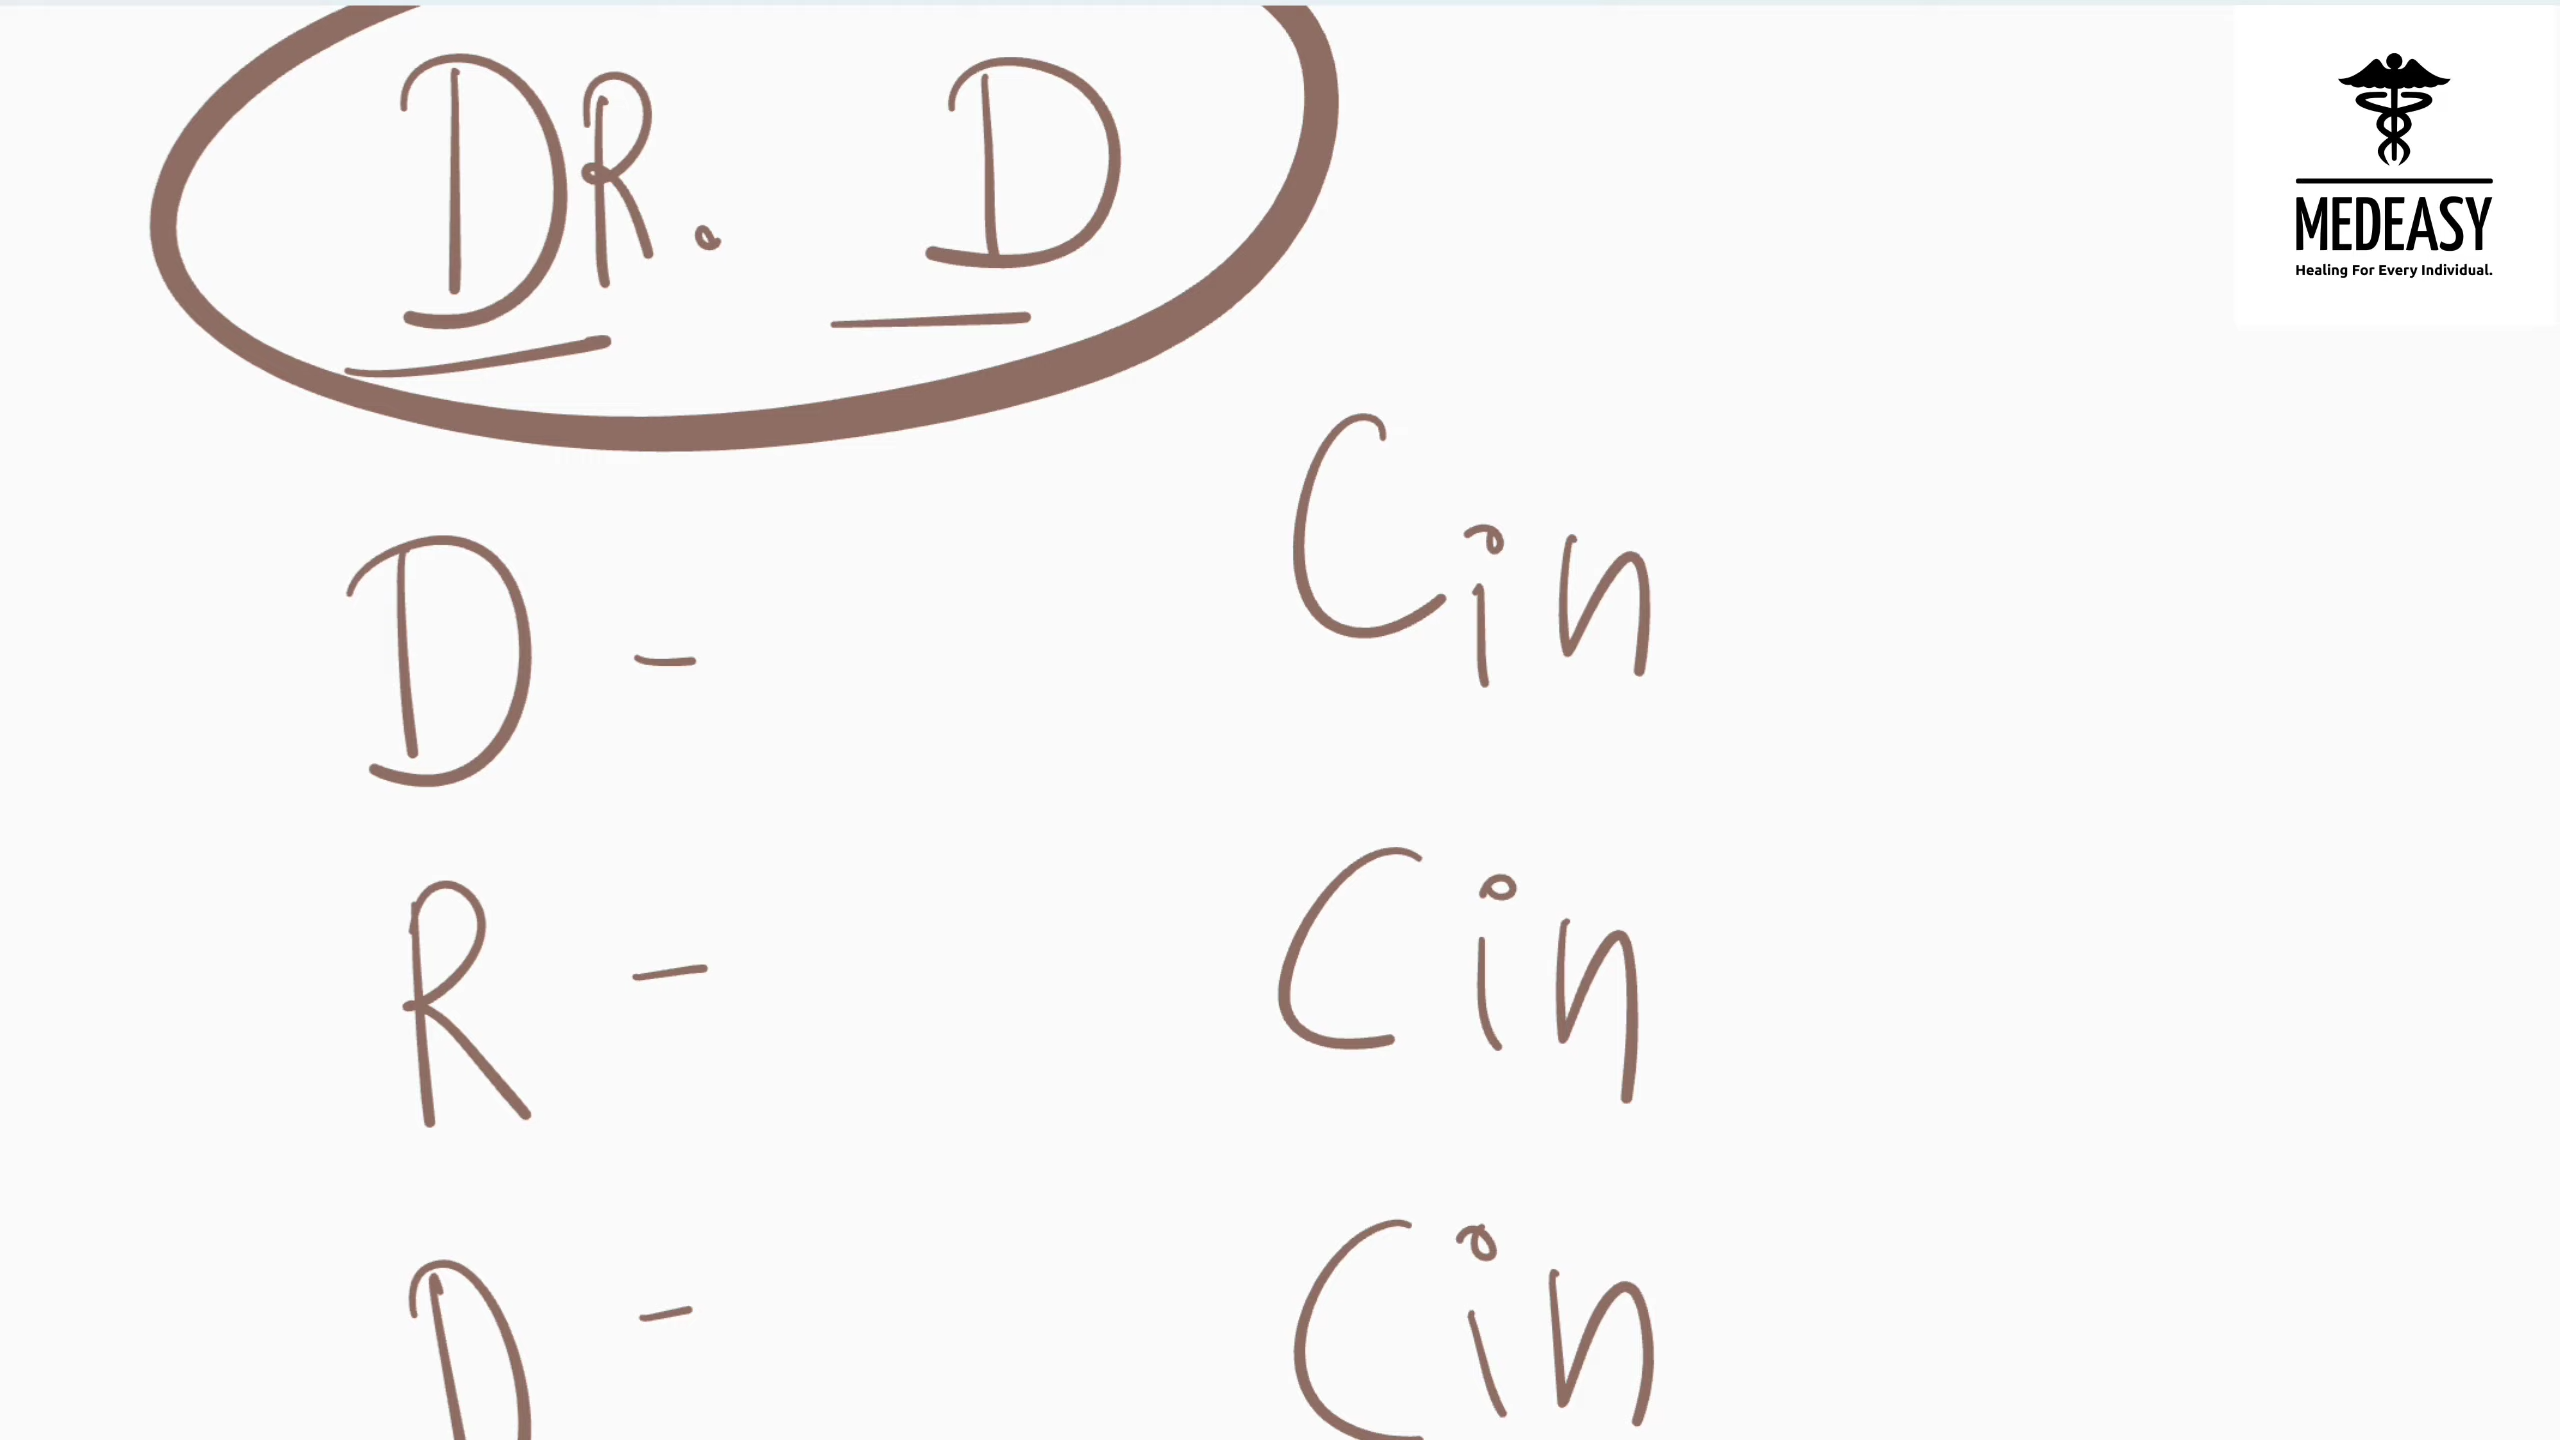 DR. D
MEDEASY
Healing For Every Individual.
D - Cin
R - Cin
D - Cin